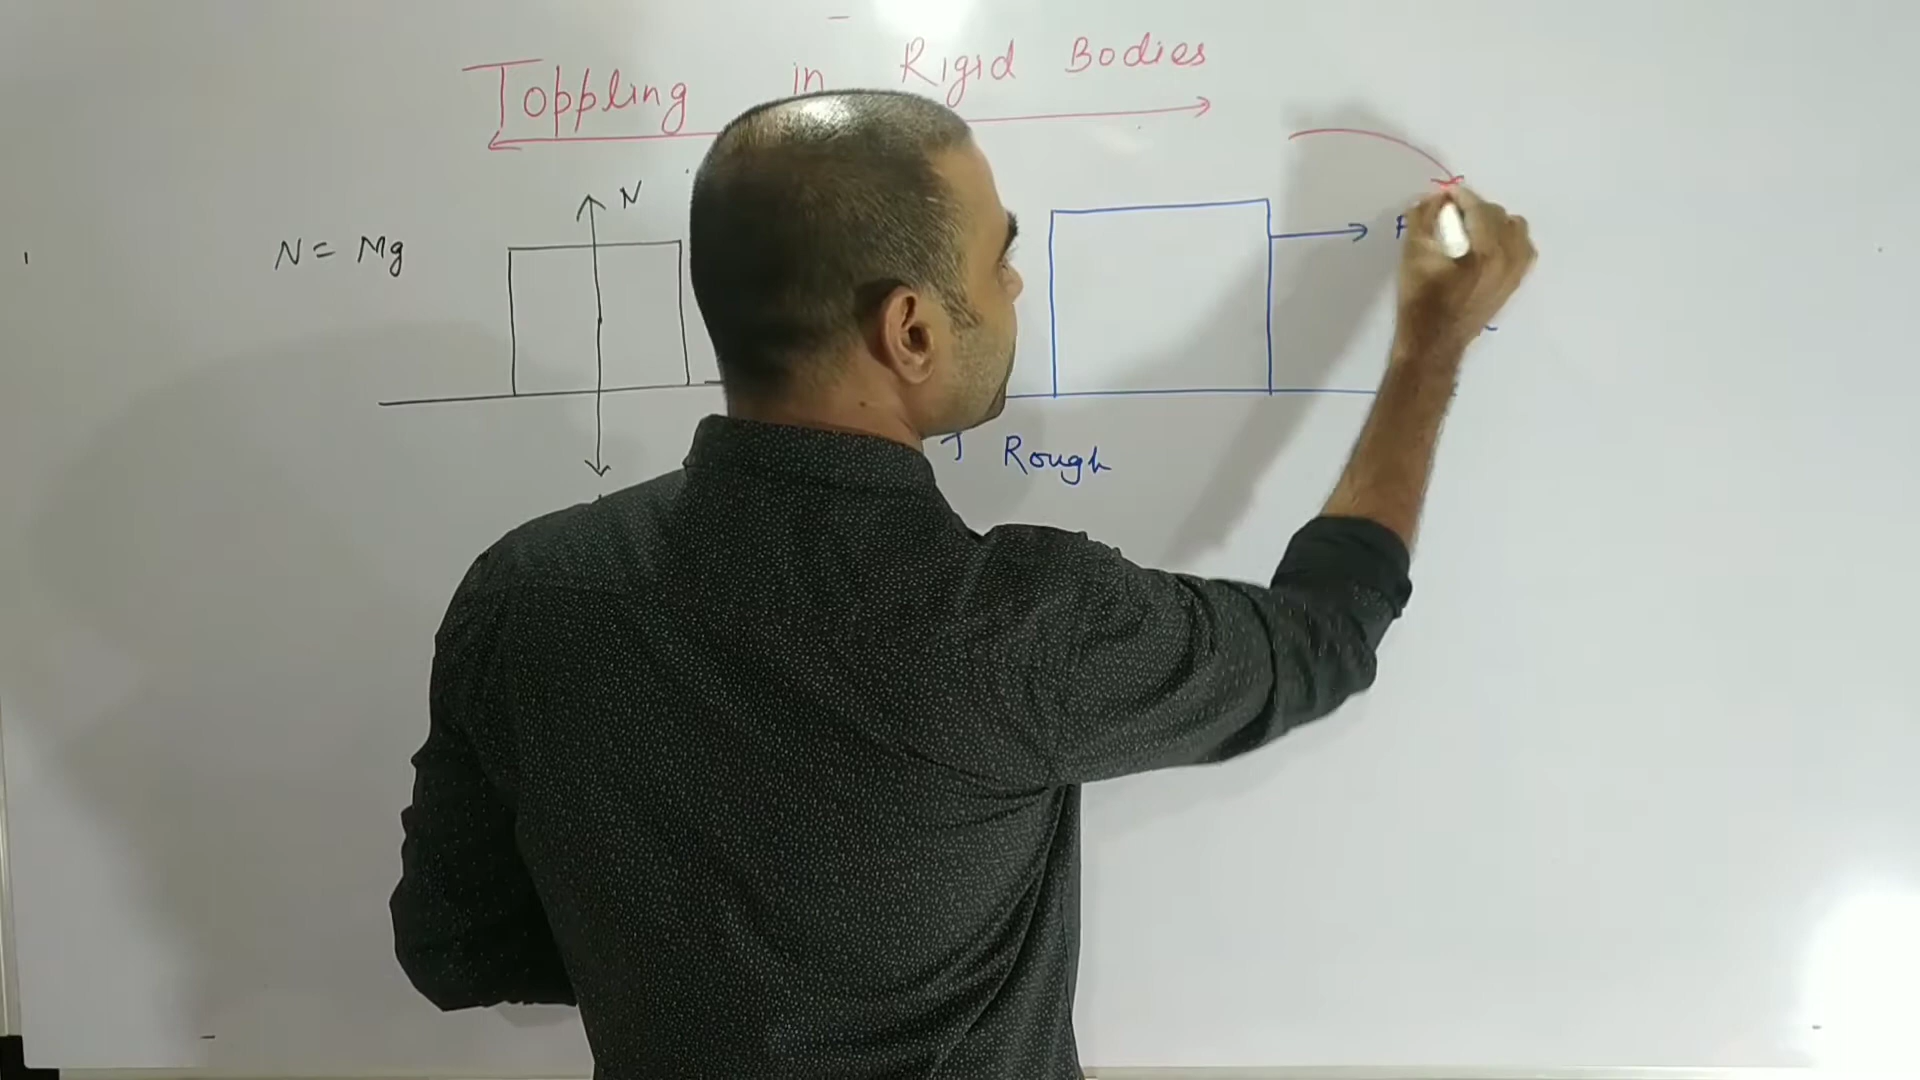 Toppling in Rigid Bodies
N
N = Mg
F
Rough